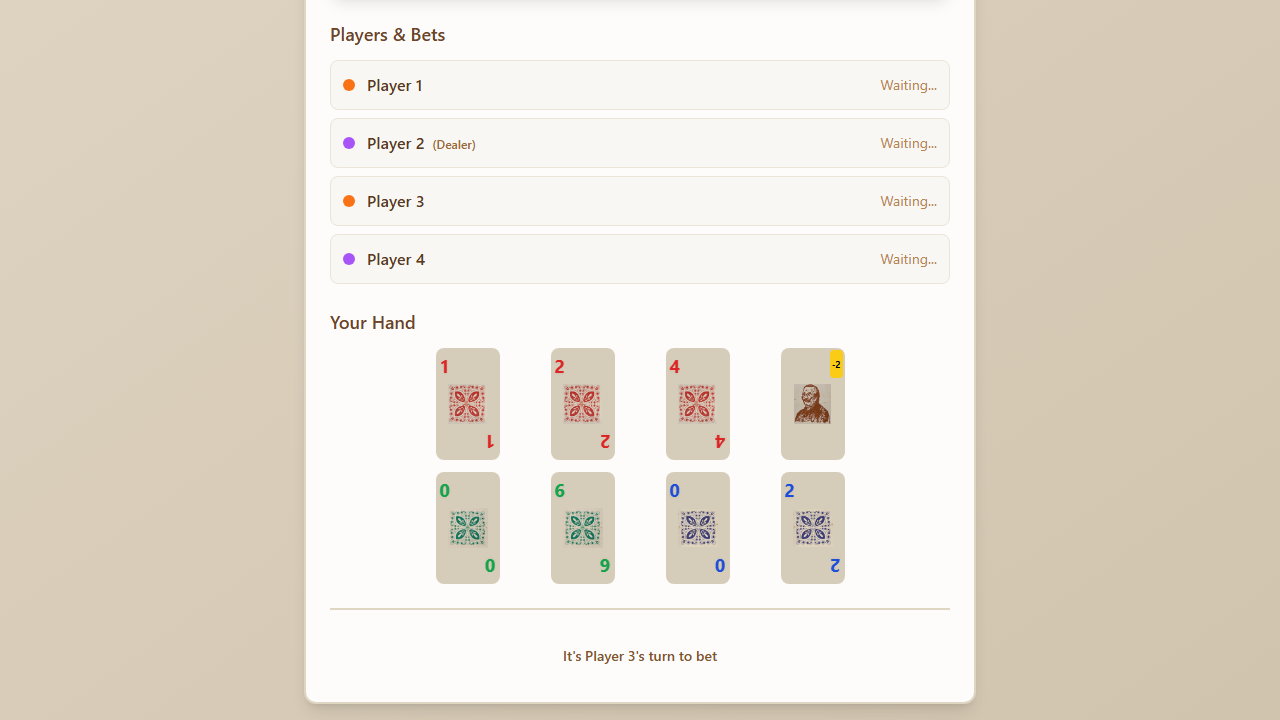 Players & Bets
Player 1 Waiting...
Player 2 (Dealer) Waiting...
Player 3 Waiting...
Player 4 Waiting...
Your Hand
1 2 4 -2
1 2 4
0 6 0 2
0 6 0 2
It's Player 3's turn to bet